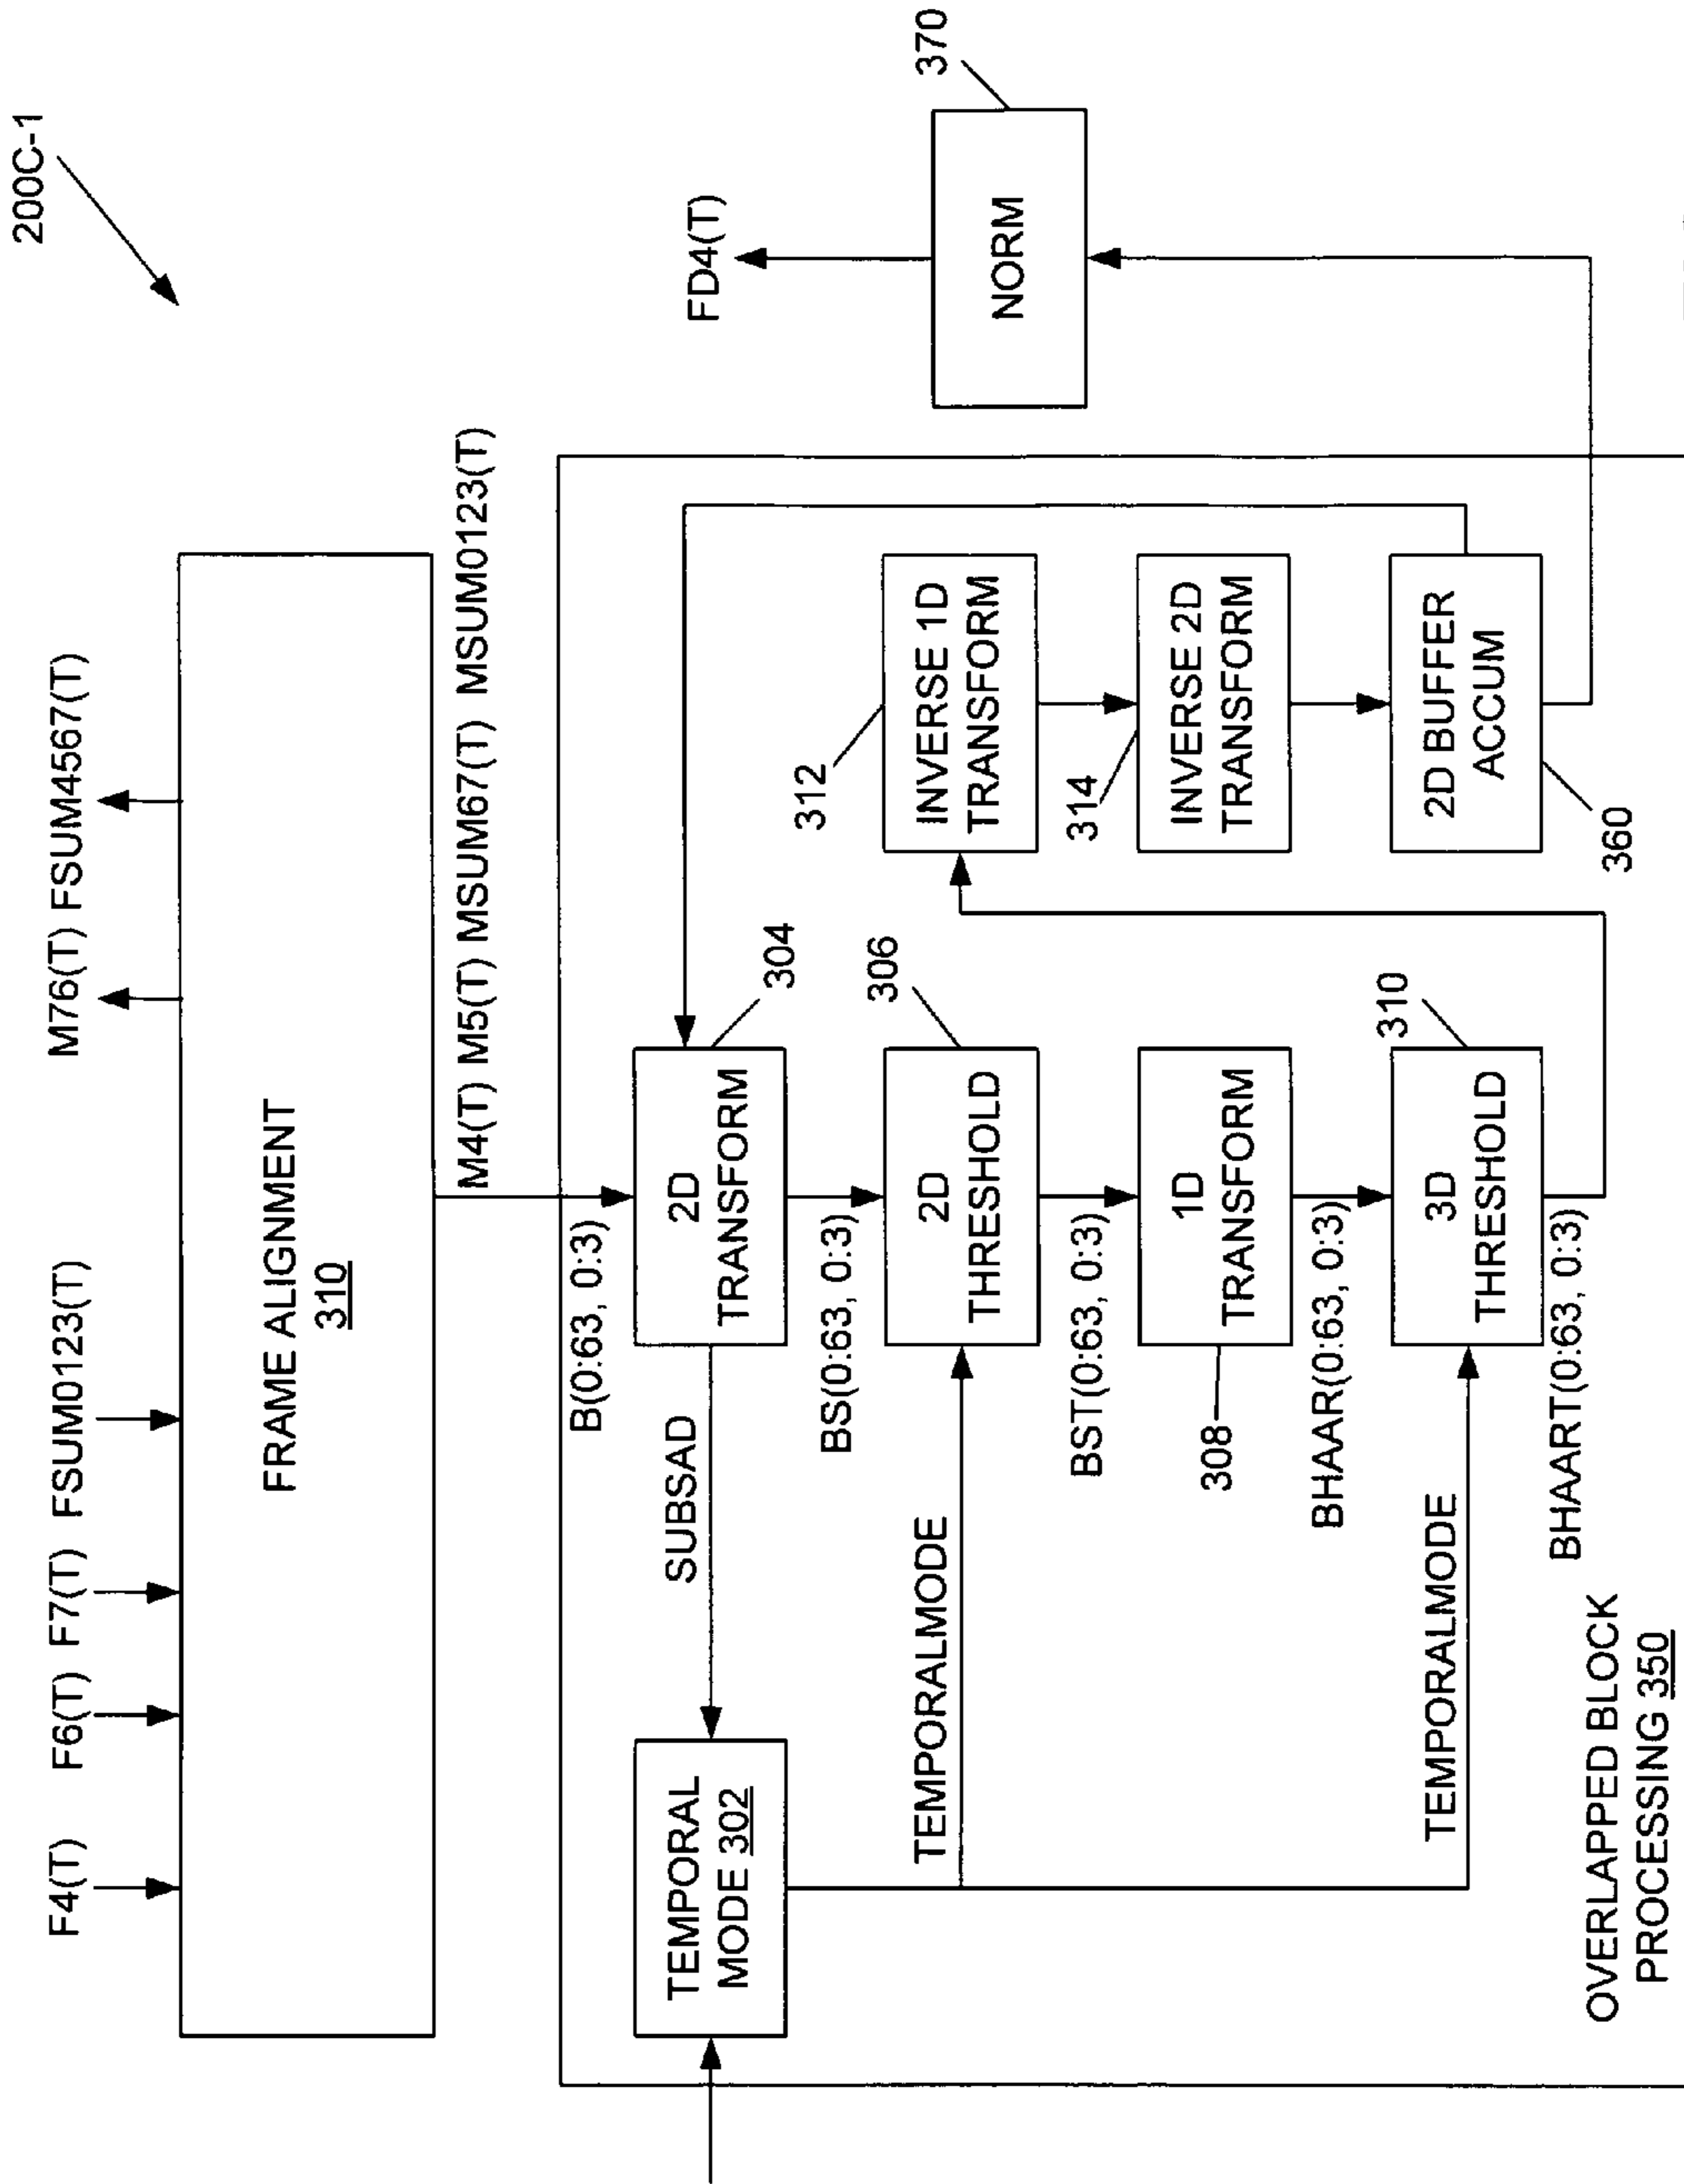 200C-1
F4(T) F6(T) F7(T) FSUM0123(T) M76(T) FSUM4567(T)
FRAME ALIGNMENT
310
M4(T) M5(T) MSUM67(T) MSUM0123(T)
B(0:63, 0:3)
TEMPORAL
MODE 302
SUBSAD
2D
TRANSFORM
304
BS(0:63, 0:3)
TEMPORALMODE
2D
THRESHOLD
306
BST(0:63, 0:3)
1D
TRANSFORM
308
BHAAR(0:63, 0:3)
TEMPORALMODE
3D
THRESHOLD
310
BHAART(0:63, 0:3)
312
INVERSE 1D
TRANSFORM
314
INVERSE 2D
TRANSFORM
2D BUFFER
ACCUM
360
FD4(T)
NORM
370
OVERLAPPED BLOCK
PROCESSING 350